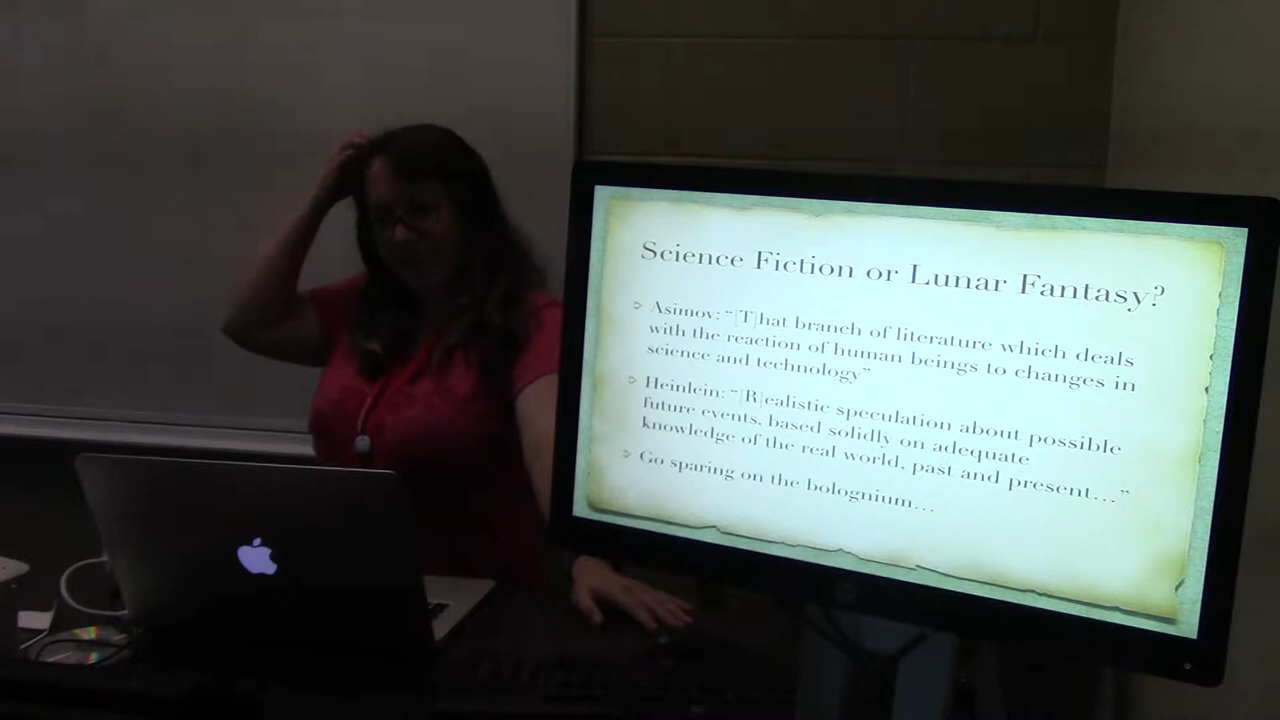 Science Fiction or Lunar Fantasy?
Asimov: “[T]hat branch of literature which deals
with the reaction of human beings to changes in
science and technology”
Heinlein: “[R]ealistic speculation about possible
future events, based solidly on adequate
knowledge of the real world, past and present…”
Go sparing on the bolognium…